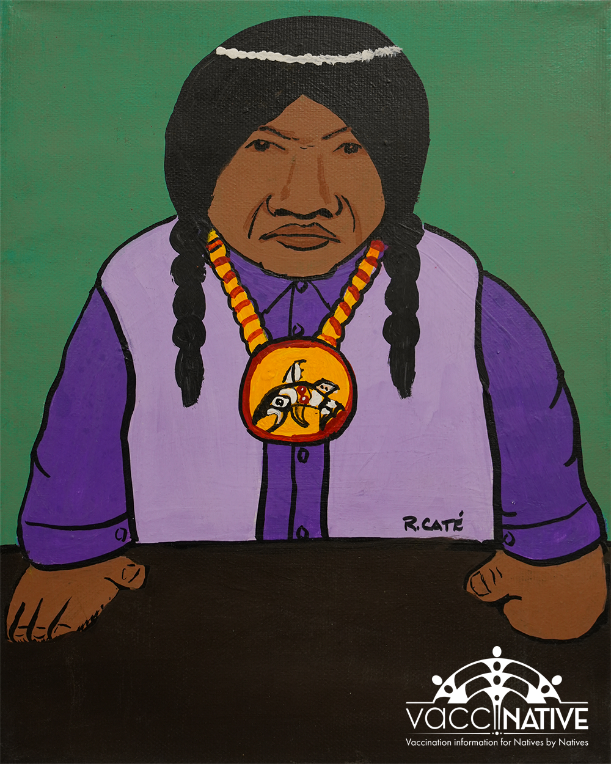 R.CATÉ
VACCINATIVE
Vaccination information for Natives by Natives